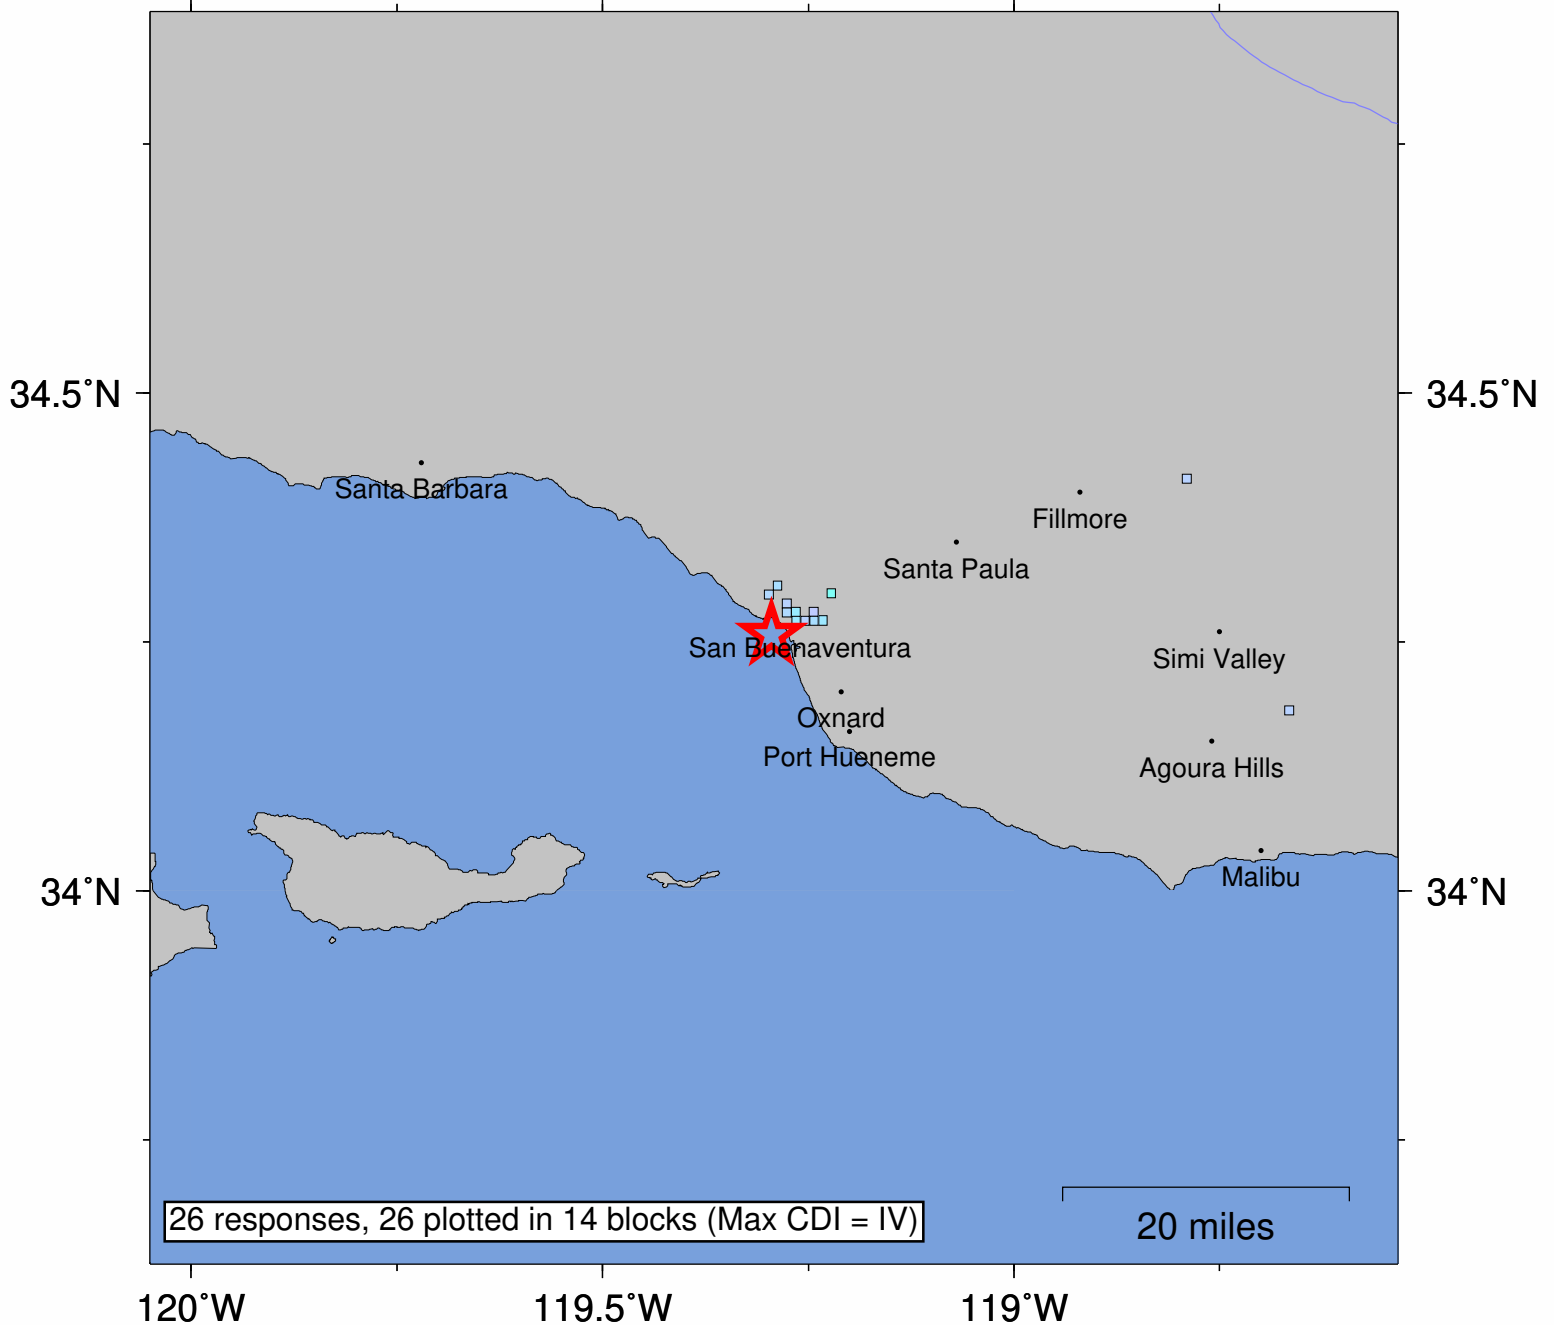 34.5˚N
34.5˚N
Santa Barbara
Fillmore
Santa Paula
San Buenaventura
Simi Valley
Oxnard
Port Hueneme
Agoura Hills
Malibu
34˚N
34˚N
26 responses, 26 plotted in 14 blocks (Max CDI = IV)
20 miles
120˚W
119.5˚W
119˚W